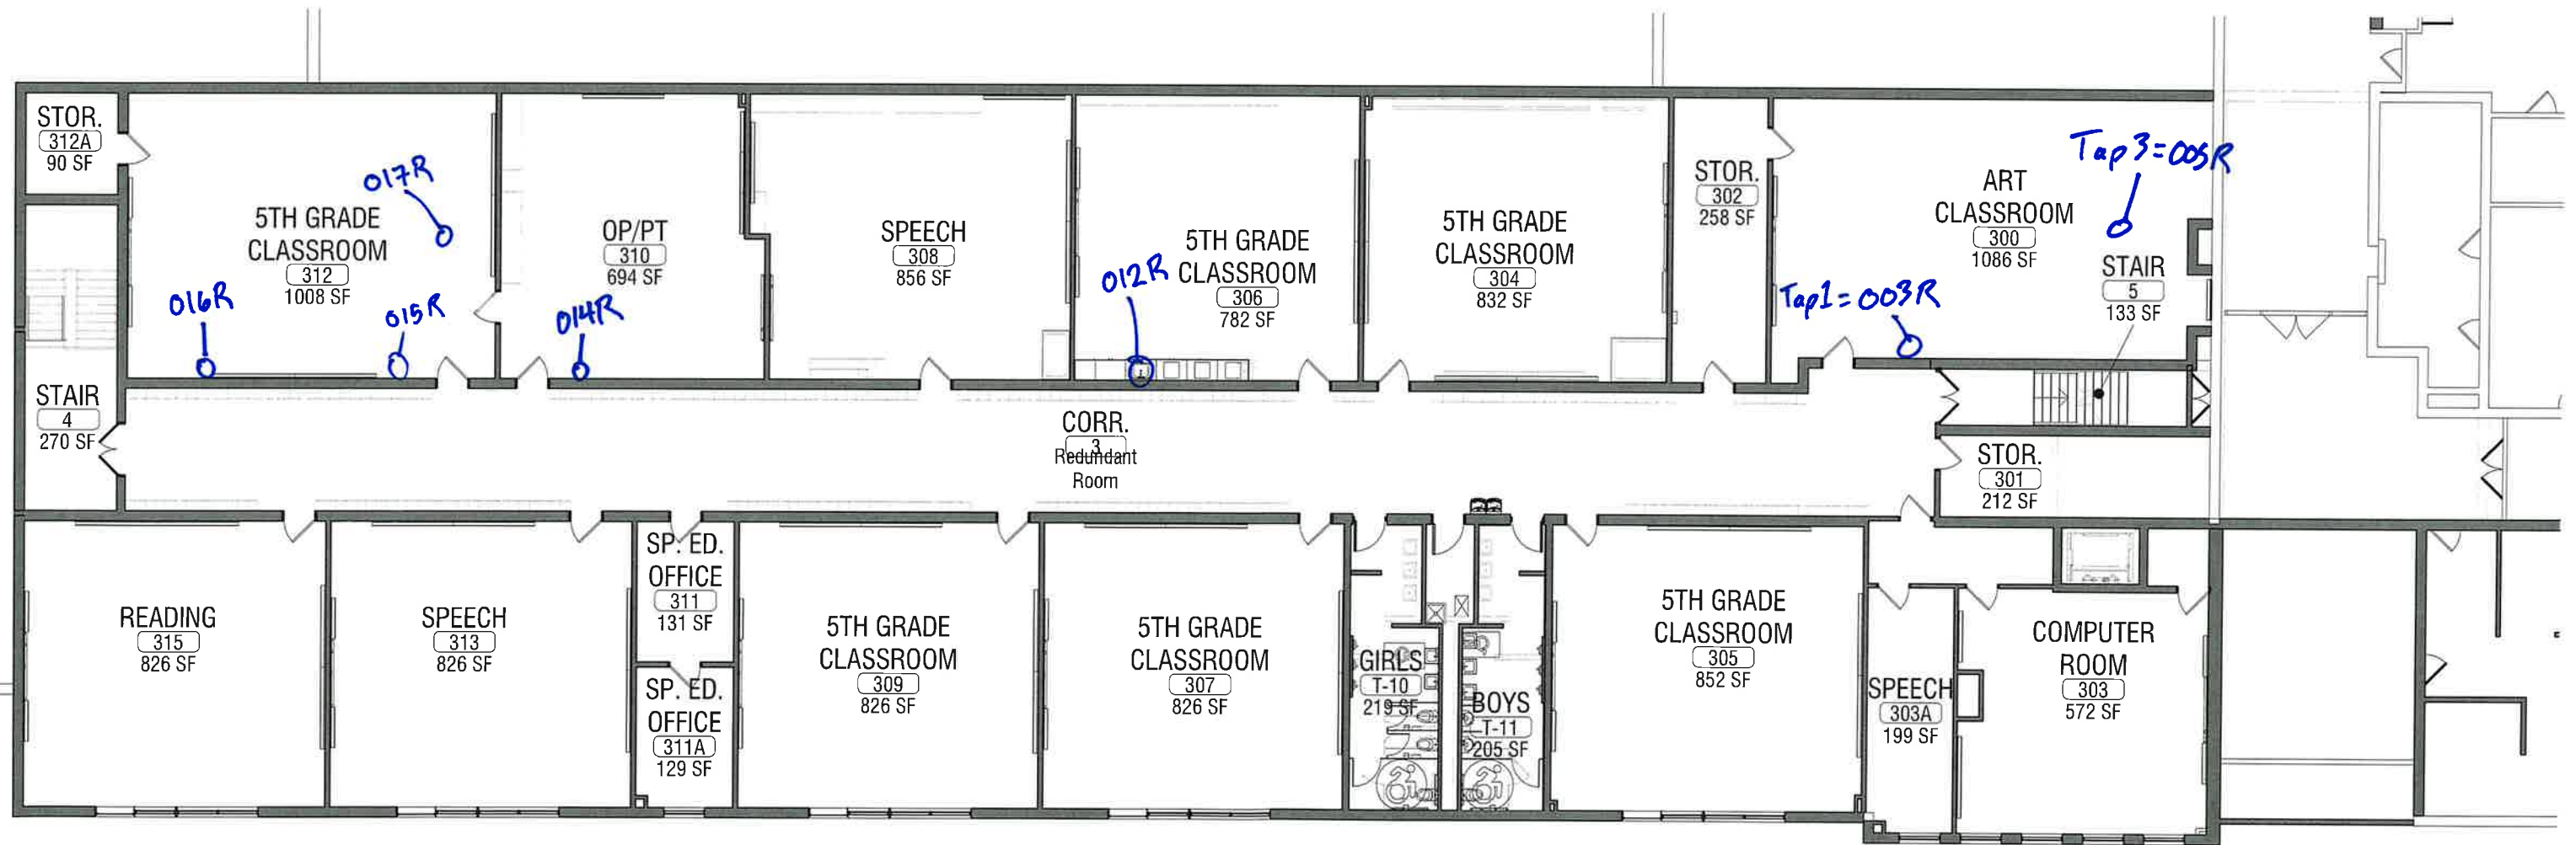 STOR.
312A
90 SF
017R
5TH GRADE
CLASSROOM
312
1008 SF
016R
015R
OP/PT
310
694 SF
014R
SPEECH
308
856 SF
5TH GRADE
CLASSROOM
306
782 SF
012R
5TH GRADE
CLASSROOM
304
832 SF
STOR.
302
258 SF
ART
CLASSROOM
300
1086 SF
Tap 3=005R
Tap1=003R
STAIR
5
133 SF
STAIR
4
270 SF
CORR.
3
Redundant
Room
STOR.
301
212 SF
READING
315
826 SF
SPEECH
313
826 SF
SP. ED.
OFFICE
311
131 SF
SP. ED.
OFFICE
311A
129 SF
5TH GRADE
CLASSROOM
309
826 SF
5TH GRADE
CLASSROOM
307
826 SF
GIRLS
T-10
219 SF
BOYS
T-11
205 SF
5TH GRADE
CLASSROOM
305
852 SF
SPEECH
303A
199 SF
COMPUTER
ROOM
303
572 SF